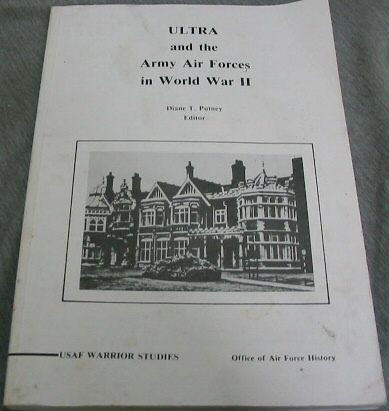 ULTRA
and the
Army Air Forces
in World War II
Diane T. Putney
Editor
USAF WARRIOR STUDIES
Office of Air Force History